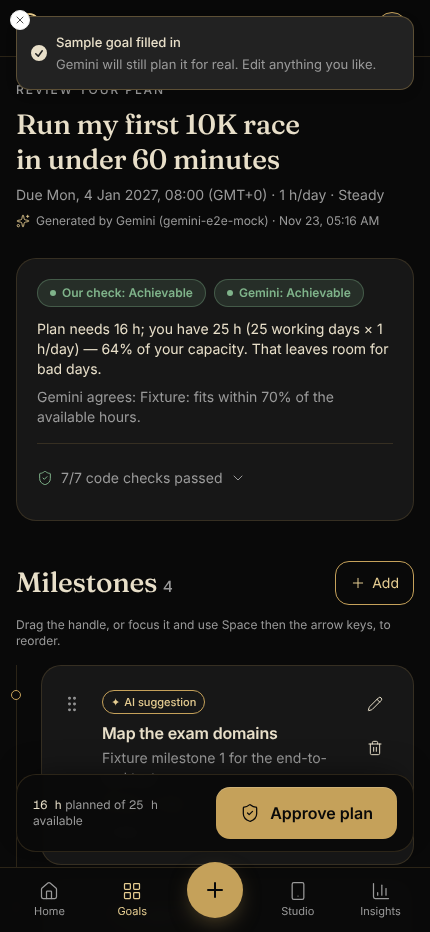 Sample goal filled in
Gemini will still plan it for real. Edit anything you like.
REVIEW YOUR PLAN
Run my first 10K race
in under 60 minutes
Due Mon, 4 Jan 2027, 08:00 (GMT+0) · 1 h/day · Steady
Generated by Gemini (gemini-e2e-mock) · Nov 23, 05:16 AM
Our check: Achievable
Gemini: Achievable
Plan needs 16 h; you have 25 h (25 working days × 1
h/day) — 64% of your capacity. That leaves room for
bad days.
Gemini agrees: Fixture: fits within 70% of the
available hours.
7/7 code checks passed
Milestones 4
+ Add
Drag the handle, or focus it and use Space then the arrow keys, to
reorder.
AI suggestion
Map the exam domains
Fixture milestone 1 for the end-to-
16 h planned of 25 h
available
Approve plan
Home
Goals
Studio
Insights